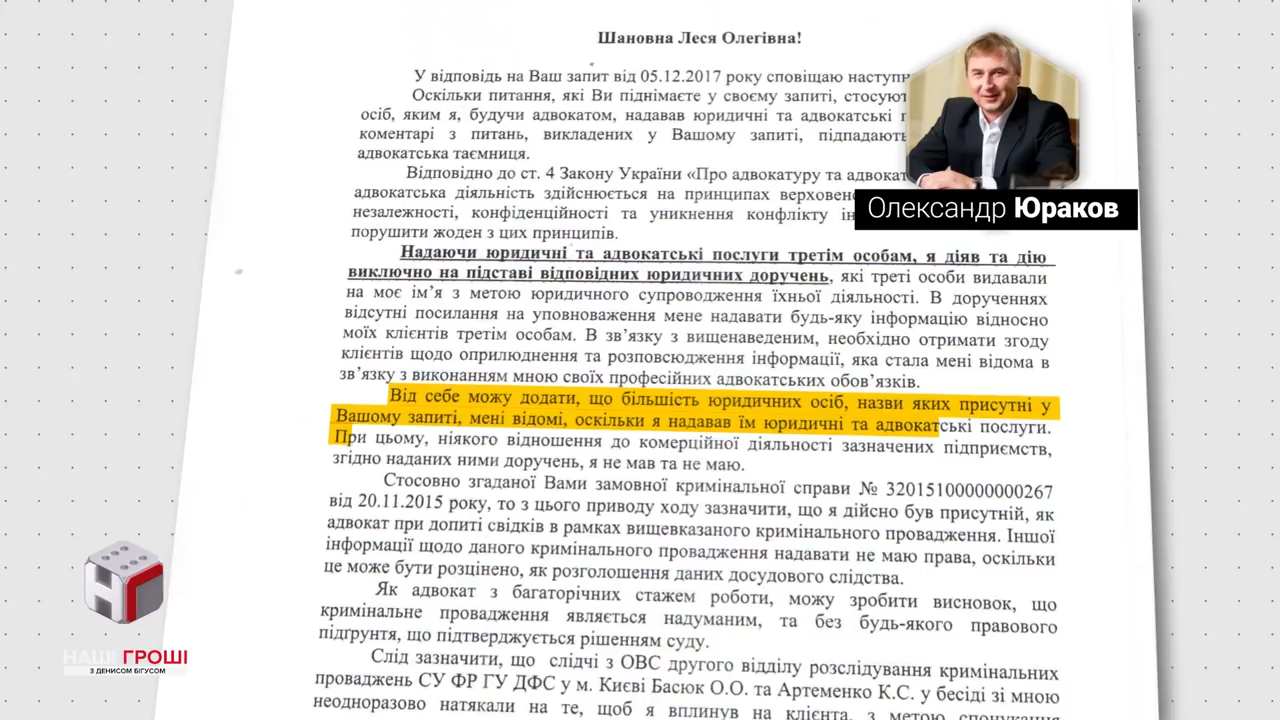 Шановна Леся Олегівна!
У відповідь на Ваш запит від 05.12.2017 року сповіщаю
Оскільки питання, які Ви піднімаєте у своєму запиті,
осіб, яким я, будучи адвокатом, надавав юридичні та адвокатські
коментарі з питань, викладених у Вашому запиті, підпадають
адвокатська таємниця.
Відповідно до ст. 4 Закону України «Про адвокатуру та
адвокатська діяльність здійснюється на принципах
незалежності, конфіденційності та уникнення конфлікту
порушити жоден з цих принципів.
Олександр Юраков
Надаючи юридичні та адвокатські послуги третім особам, я діяв та дію
виключно на підставі відповідних юридичних доручень, які треті особи видавали
на моє ім’я з метою юридичного супроводження їхньої діяльності. В дорученнях
відсутні посилання на уповноваження мене надавати будь-яку інформацію відносно
моїх клієнтів третім особам. В зв’язку з вищенаведеним, необхідно отримати згоду
клієнтів щодо оприлюднення та розповсюдження інформації, яка стала мені відома в
зв’язку з виконанням мною своїх професійних адвокатських обов’язків.
Від себе можу додати, що більшість юридичних осіб, назви яких присутні у
Вашому запиті, мені відомі, оскільки я надавав їм юридичні та адвокатські послуги.
При цьому, ніякого відношення до комерційної діяльності зазначених підприємств,
згідно наданих ними доручень, я не мав та не маю.
Стосовно згаданої Вами замовної кримінальної справи № 32015100000000267
від 20.11.2015 року, то з цього приводу ходу зазначити, що я дійсно був присутній, як
адвокат при допиті свідків в рамках вищевказаного кримінального провадження. Іншої
інформації щодо даного кримінального провадження надавати не маю права, оскільки
це може бути розцінено, як розголошення даних досудового слідства.
Як адвокат з багаторічних стажем роботи, можу зробити висновок, що
кримінальне провадження являється надуманим, та без будь-якого правового
підґрунтя, що підтверджується рішенням суду.
Слід зазначити, що слідчі з ОВС другого відділу розслідування кримінальних
проваджень СУ ФР ГУ ДФС у м. Києві Басюк О.О. та Артеменко К.С. у бесіді зі мною
неодноразово натякали на те, щоб я вплинув на клієнта, з метою спонукання
НАШІ ГРОШІ
З ДЕНИСОМ БІГУСОМ